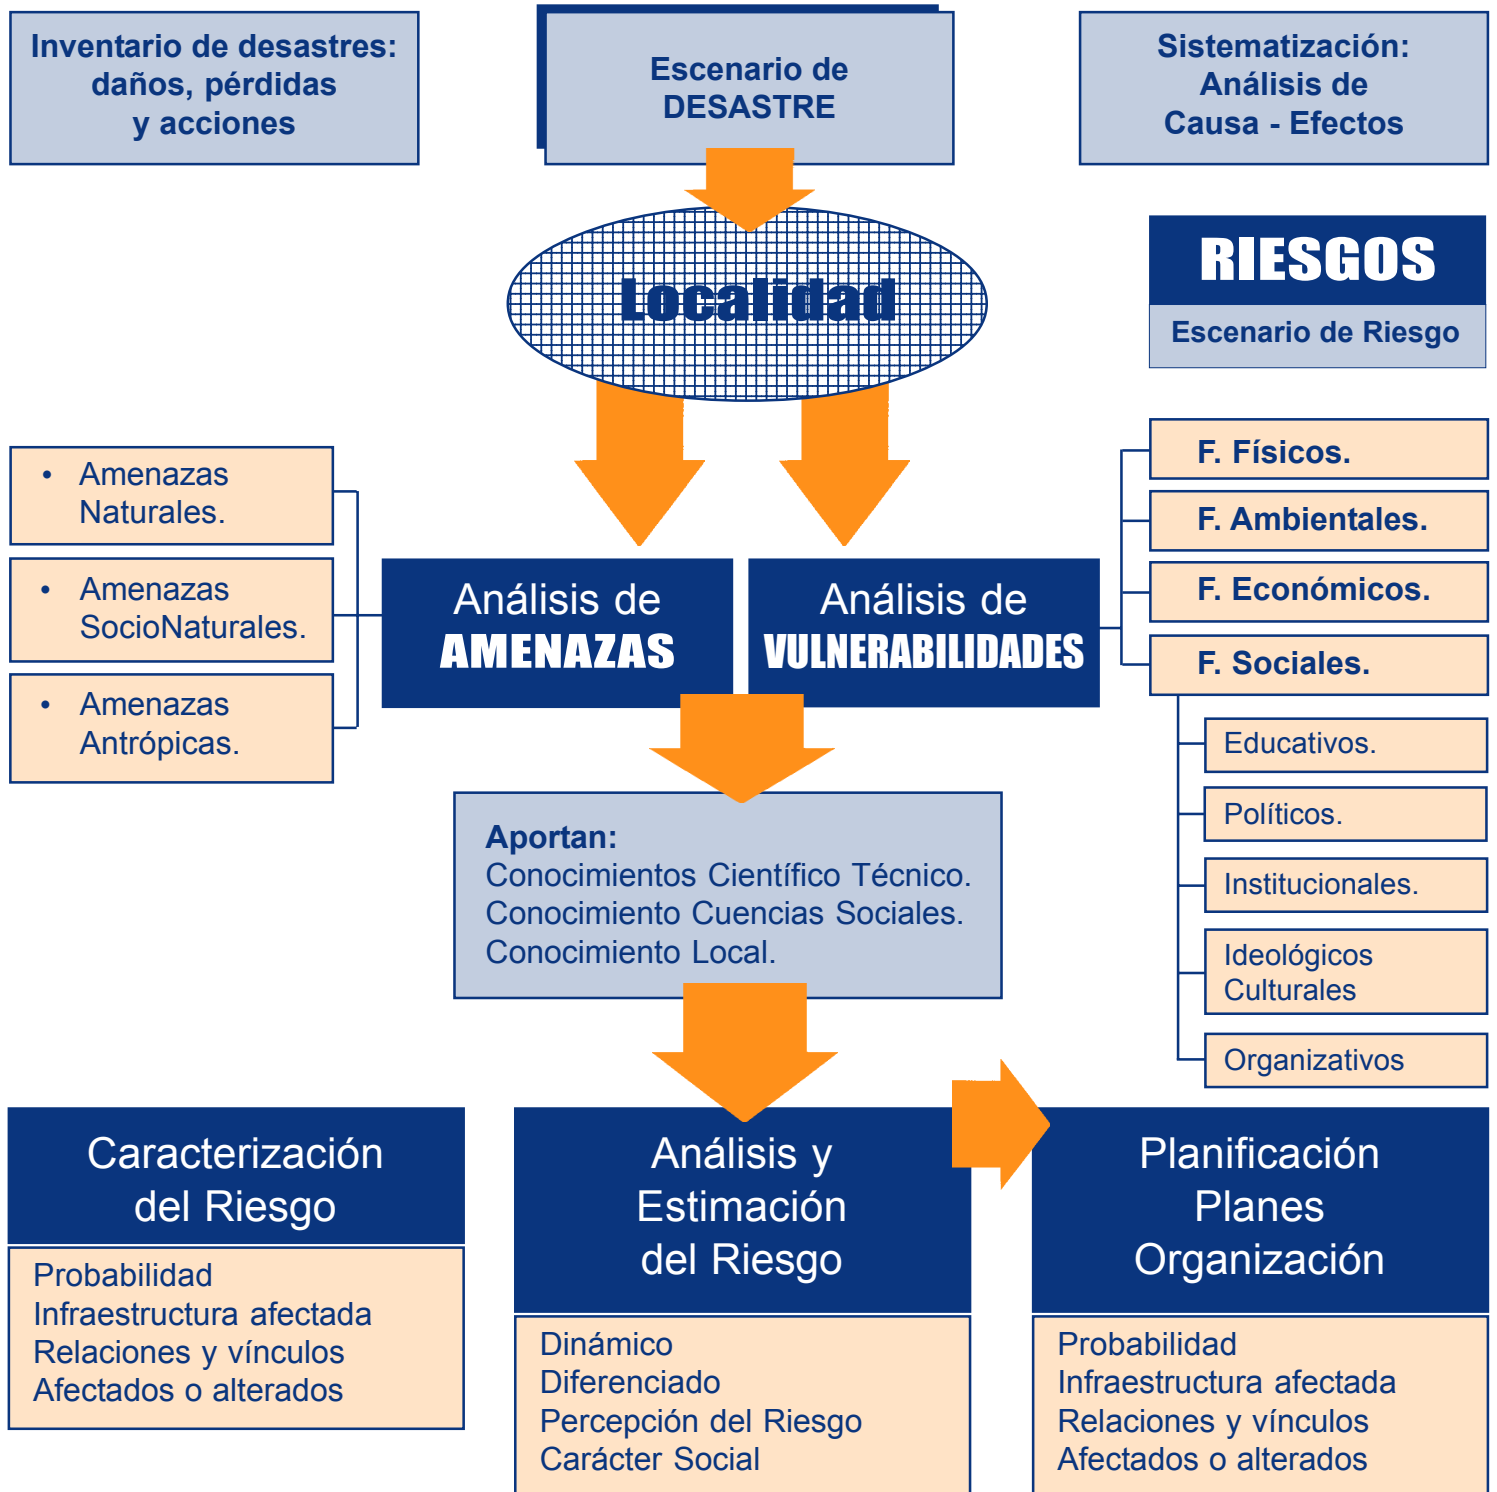 Inventario de desastres:
daños, pérdidas
y acciones
Escenario de
DESASTRE
Sistematización:
Análisis de
Causa - Efectos
Localidad
RIESGOS
Escenario de Riesgo
• Amenazas
Naturales.
• Amenazas
SocioNaturales.
• Amenazas
Antrópicas.
Análisis de
AMENAZAS
Análisis de
VULNERABILIDADES
F. Físicos.
F. Ambientales.
F. Económicos.
F. Sociales.
Educativos.
Políticos.
Institucionales.
Ideológicos
Culturales
Organizativos
Aportan:
Conocimientos Científico Técnico.
Conocimiento Cuencias Sociales.
Conocimiento Local.
Caracterización
del Riesgo
Probabilidad
Infraestructura afectada
Relaciones y vínculos
Afectados o alterados
Análisis y
Estimación
del Riesgo
Dinámico
Diferenciado
Percepción del Riesgo
Carácter Social
Planificación
Planes
Organización
Probabilidad
Infraestructura afectada
Relaciones y vínculos
Afectados o alterados